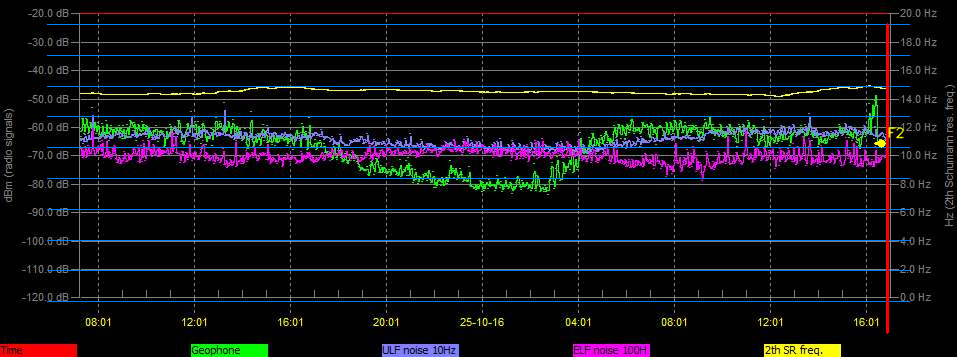 -20.0 dB 20.0 Hz
-30.0 dB 18.0 Hz
-40.0 dB 16.0 Hz
-50.0 dB 14.0 Hz
-60.0 dB 12.0 Hz
F2
-70.0 dB 10.0 Hz
-80.0 dB 8.0 Hz
-90.0 dB 6.0 Hz
-100.0 dB 4.0 Hz
-110.0 dB 2.0 Hz
-120.0 dB 0.0 Hz
dBm (radio signals)
Hz (2th Schumann res. freq.)
08:01 12:01 16:01 20:01 25-10-16 04:01 08:01 12:01 16:01
Time Geophone ULF noise 10Hz ELF noise 100H 2th SR freq.